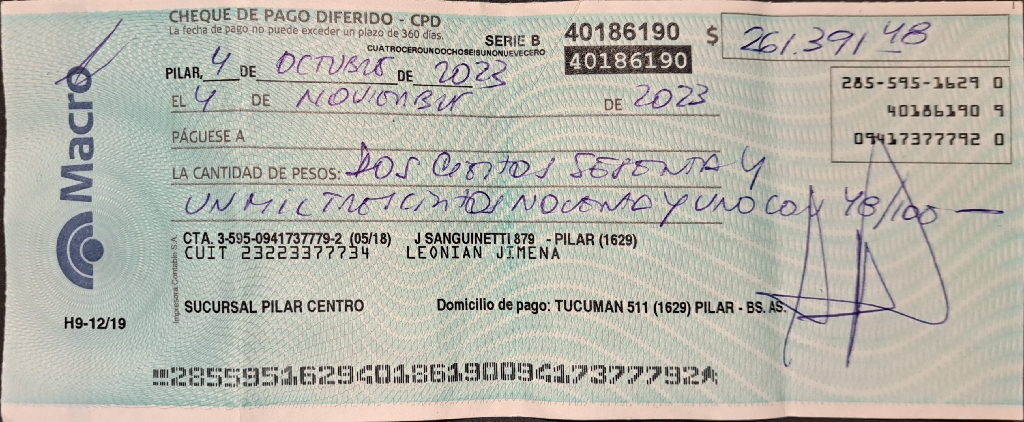 CHEQUE DE PAGO DIFERIDO - CPD
La fecha de pago no puede exceder un plazo de 360 días.
SERIE B 40186190 $ 261.391 48
CUATROCEROUNOOCHOSEISUNONUEVECERO 40186190
PILAR, 4 DE OCTUBRE DE 2023
285-595-1629 0
EL 4 DE NOVIEMBRE DE 2023
40186190 9
PÁGUESE A
09417377792 0
LA CANTIDAD DE PESOS: DOSCIENTOS SESENTA Y
UN MIL TRESCIENTOS NOVENTA Y UNO CON 48/100 —
Macro
CTA. 3-595-0941737779-2 (05/18) J SANGUINETTI 879 - PILAR (1629)
CUIT 23223377734 LEONIAN JIMENA
Impresora Contable S.A.
SUCURSAL PILAR CENTRO Domicilio de pago: TUCUMAN 511 (1629) PILAR - BS. AS.
H9-12/19
28559516294018619009417377792